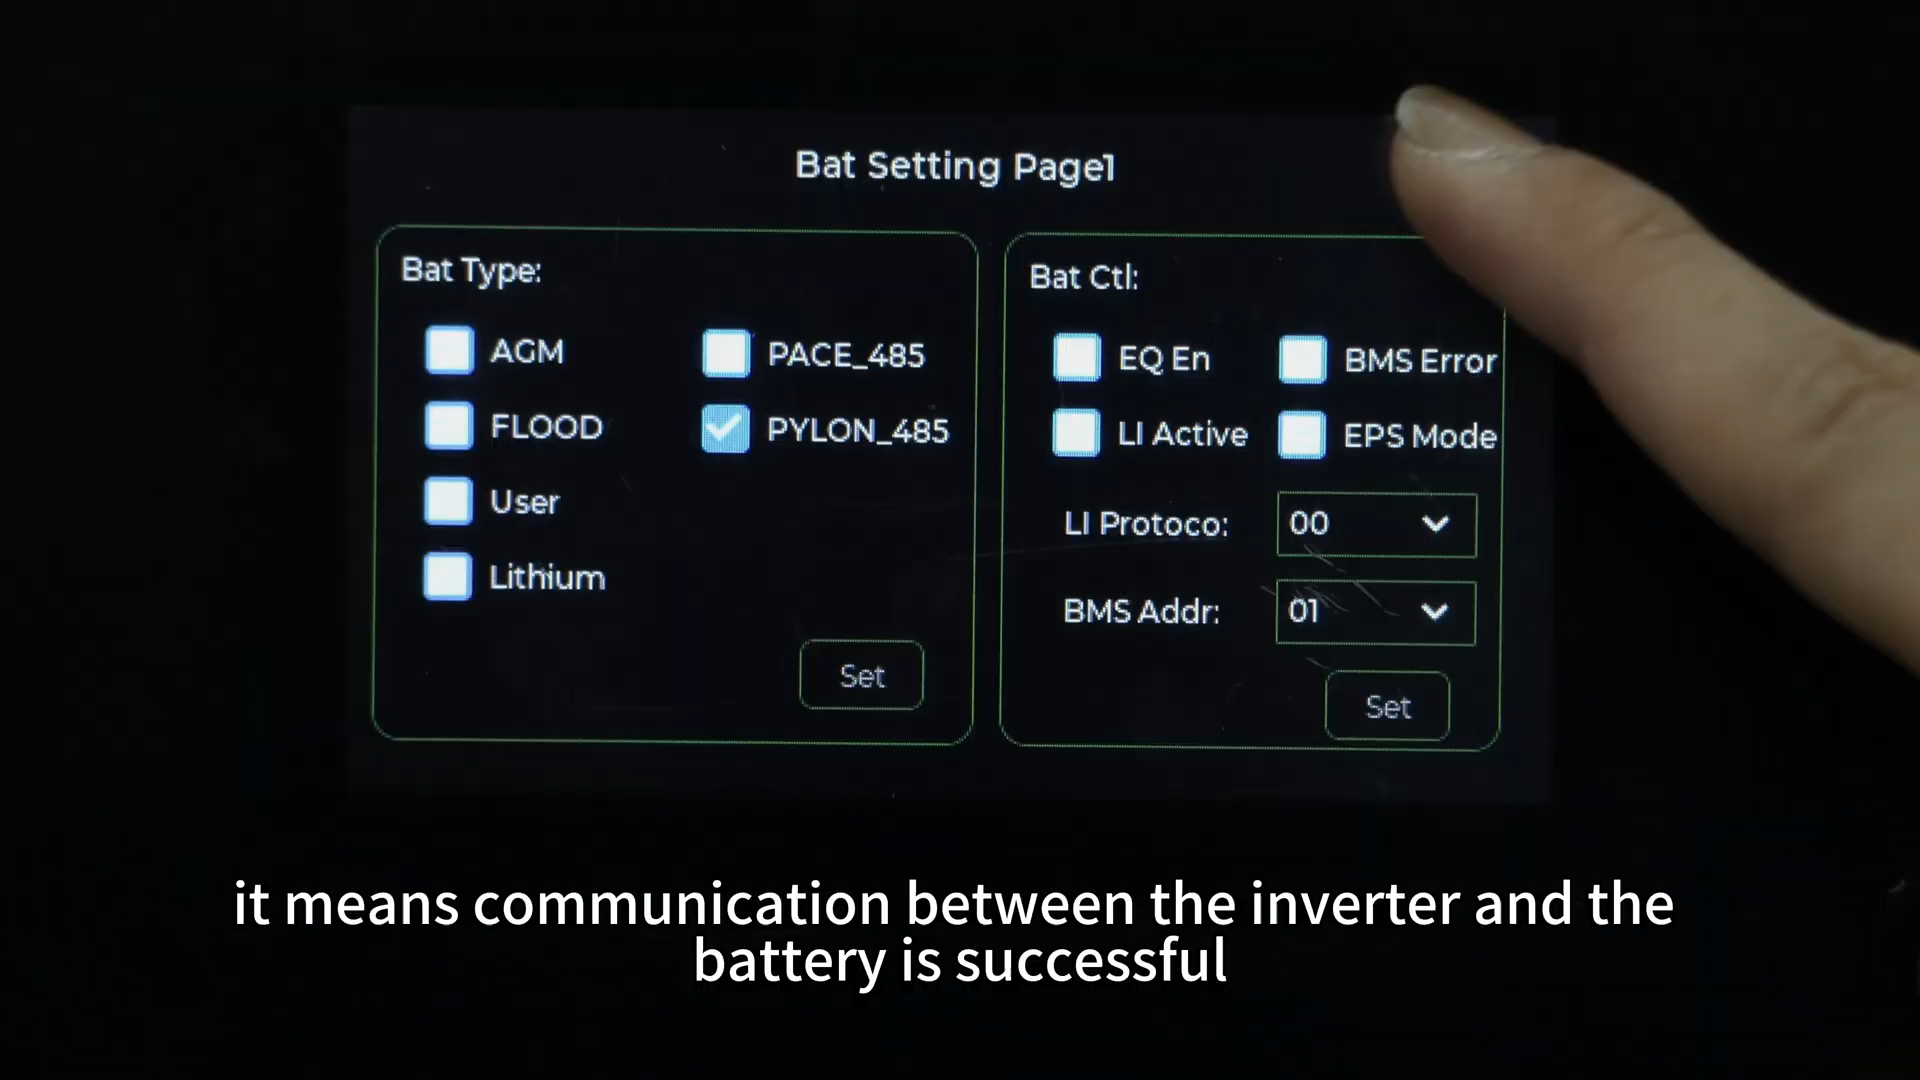 Bat Setting Page1
Bat Type:
AGM
PACE_485
FLOOD
PYLON_485
User
Lithium
Set
Bat Ctl:
EQ En
BMS Error
LI Active
EPS Mode
LI Protoco:
00
BMS Addr:
01
Set
it means communication between the inverter and the
battery is successful